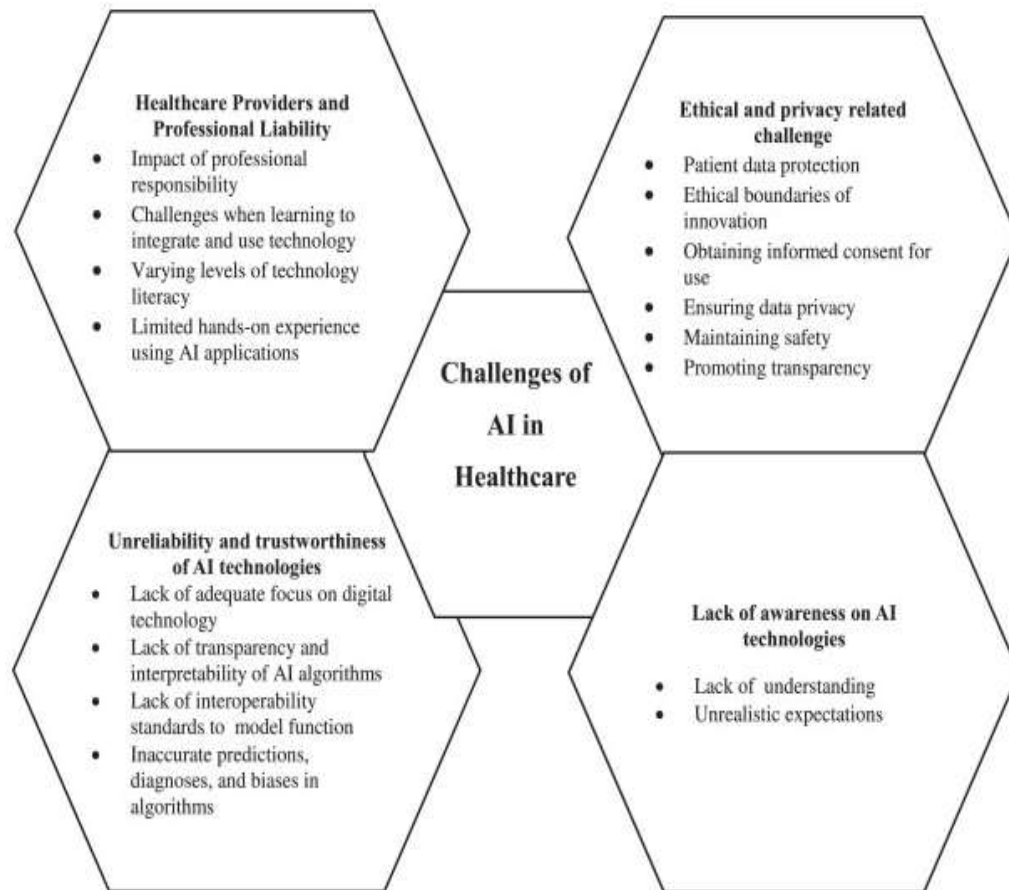 Healthcare Providers and
Professional Liability
• Impact of professional
responsibility
• Challenges when learning to
integrate and use technology
• Varying levels of technology
literacy
• Limited hands-on experience
using AI applications
Ethical and privacy related
challenge
• Patient data protection
• Ethical boundaries of
innovation
• Obtaining informed consent for
use
• Ensuring data privacy
• Maintaining safety
• Promoting transparency
Challenges of
AI in
Healthcare
Unreliability and trustworthiness
of AI technologies
• Lack of adequate focus on digital
technology
• Lack of transparency and
interpretability of AI algorithms
• Lack of interoperability
standards to model function
• Inaccurate predictions,
diagnoses, and biases in
algorithms
Lack of awareness on AI
technologies
• Lack of understanding
• Unrealistic expectations